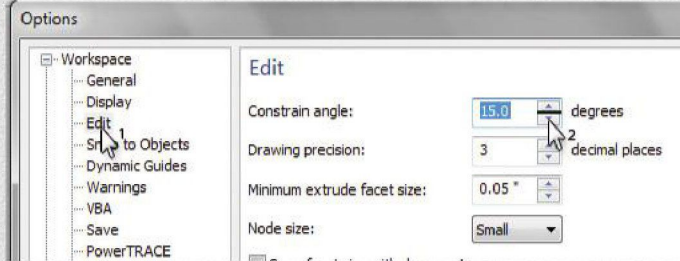 Options
Workspace
General
Display
Edit 1
to Objects
Dynamic Guides
Warnings
VBA
Save
PowerTRACE
Edit
Constrain angle: 15.0 degrees
2
Drawing precision: 3 decimal places
Minimum extrude facet size: 0.05 "
Node size: Small